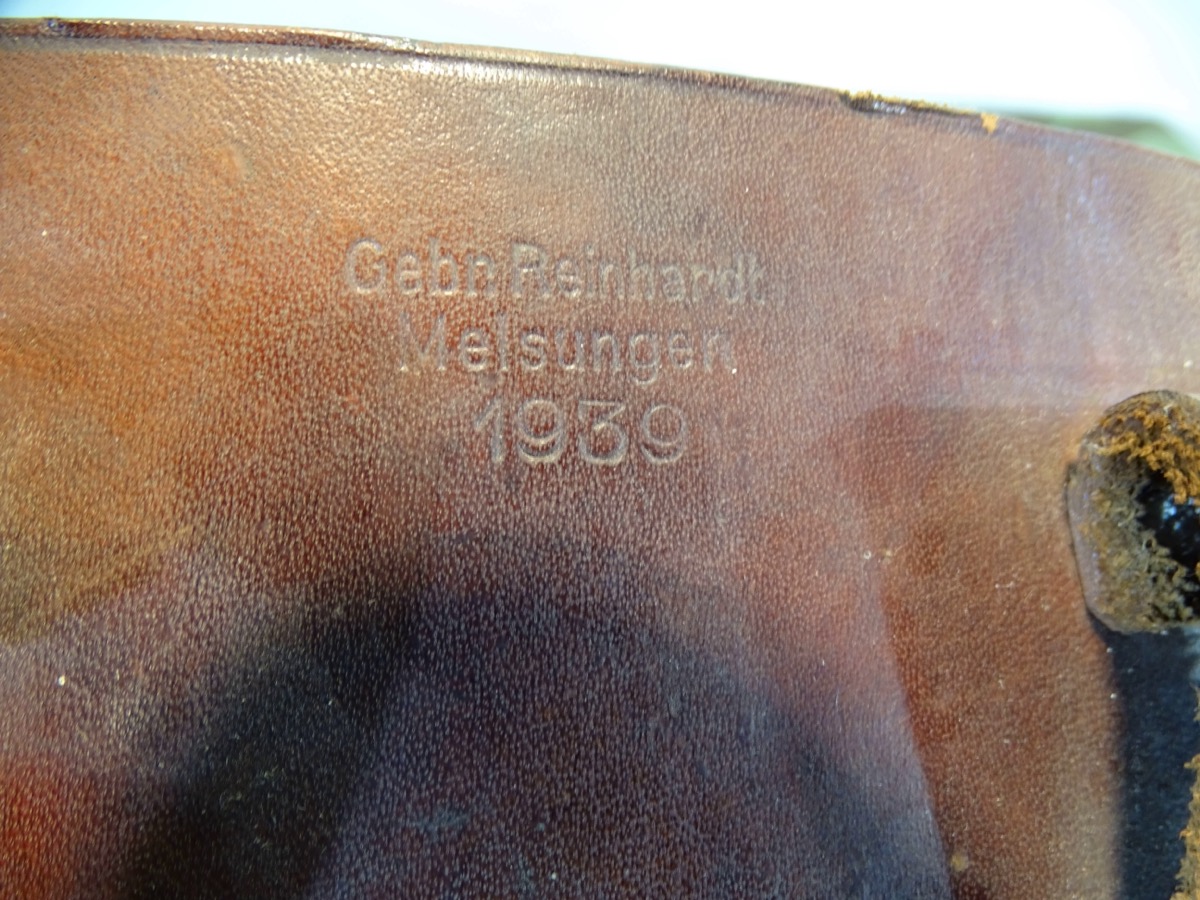 Gebr. Reinhardt.
Melsungen
1939